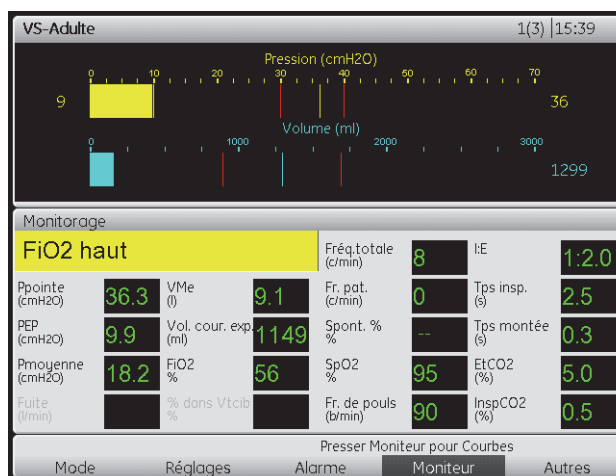 VS-Adulte 1(3) 15:39
Pression (cmH2O)
0 10 20 30 40 50 60 70
9 36
Volume (ml)
0 1000 2000 3000
1299
Monitorage
FiO2 haut
Fréq.totale (c/min) 8 I:E 1:2.0
Ppointe (cmH2O) 36.3 VMe (l) 9.1 Fr. pat. (c/min) 0 Tps insp. (s) 2.5
PEP (cmH2O) 9.9 Vol. cour. exp. (ml) 1149 Spont. % % -- Tps montée (s) 0.3
Pmoyenne (cmH2O) 18.2 FiO2 % 56 SpO2 % 95 EtCO2 (%) 5.0
Fuite (l/min) % dans Vtcib % Fr. de pouls (b/min) 90 InspCO2 (%) 0.5
Presser Moniteur pour Courbes
Mode Réglages Alarme Moniteur Autres